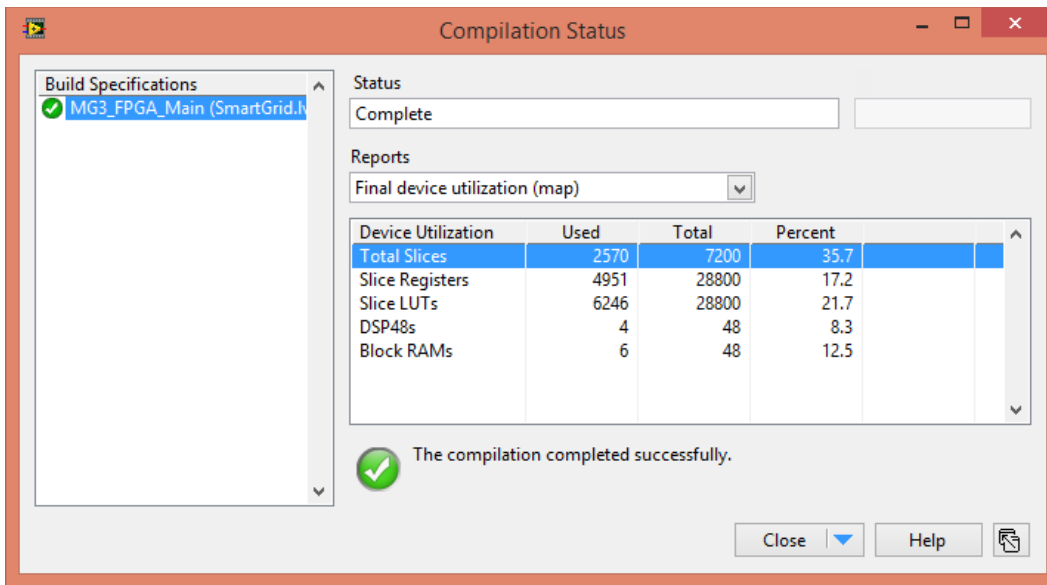 Compilation Status
Build Specifications
MG3_FPGA_Main (SmartGrid.lv
Status
Complete
Reports
Final device utilization (map)
Device Utilization Used Total Percent
Total Slices 2570 7200 35.7
Slice Registers 4951 28800 17.2
Slice LUTs 6246 28800 21.7
DSP48s 4 48 8.3
Block RAMs 6 48 12.5
The compilation completed successfully.
Close Help